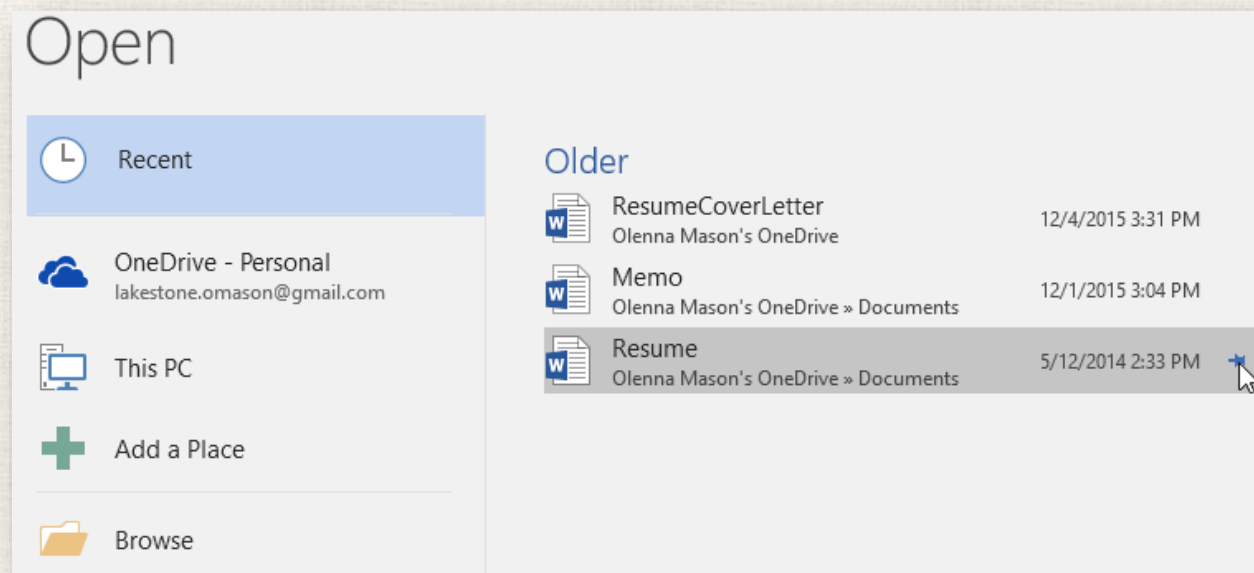 Open
Recent
OneDrive - Personal
lakestone.omason@gmail.com
This PC
Add a Place
Browse
Older
ResumeCoverLetter
Olenna Mason's OneDrive
12/4/2015 3:31 PM
Memo
Olenna Mason's OneDrive » Documents
12/1/2015 3:04 PM
Resume
Olenna Mason's OneDrive » Documents
5/12/2014 2:33 PM